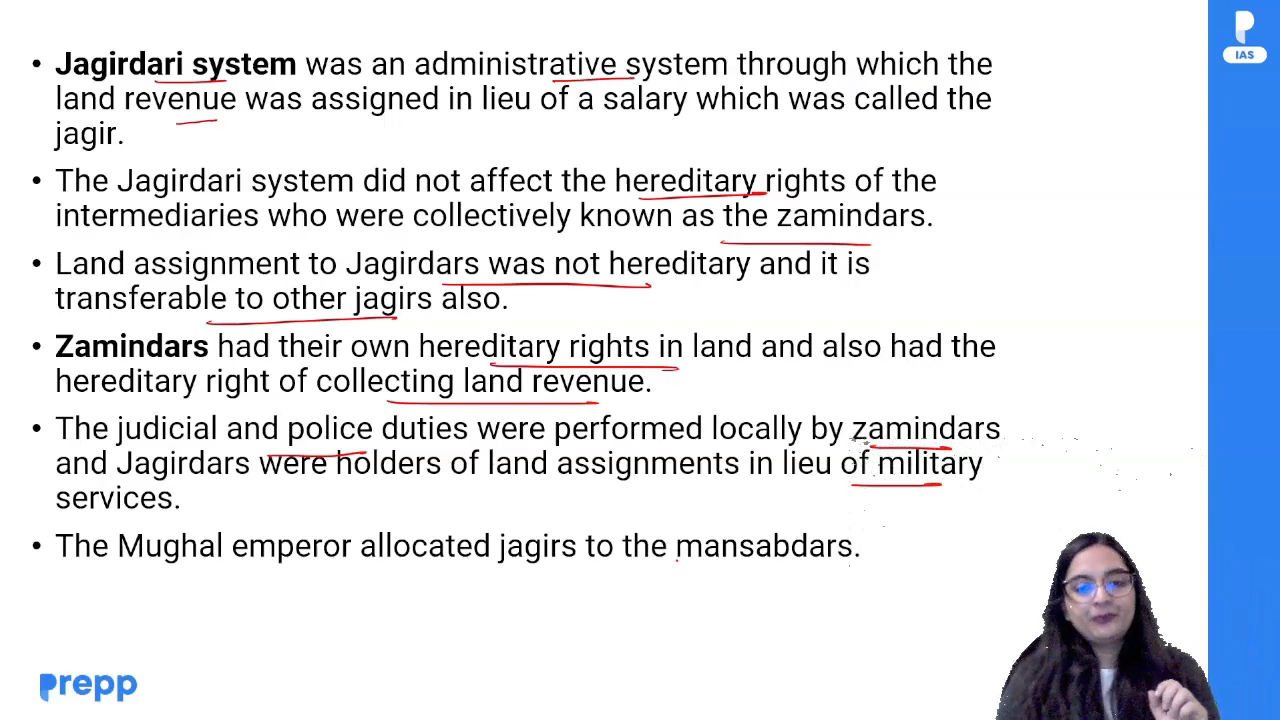 • Jagirdari system was an administrative system through which the
land revenue was assigned in lieu of a salary which was called the
jagir.
• The Jagirdari system did not affect the hereditary rights of the
intermediaries who were collectively known as the zamindars.
• Land assignment to Jagirdars was not hereditary and it is
transferable to other jagirs also.
• Zamindars had their own hereditary rights in land and also had the
hereditary right of collecting land revenue.
• The judicial and police duties were performed locally by zamindars
and Jagirdars were holders of land assignments in lieu of military
services.
• The Mughal emperor allocated jagirs to the mansabdars.
IAS
prepp